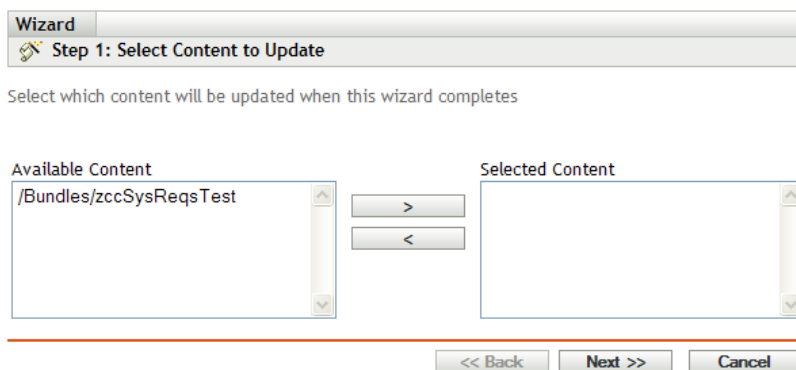 Wizard
Step 1: Select Content to Update
Select which content will be updated when this wizard completes
Available Content
Selected Content
/Bundles/zccSysReqsTest
>
<
<< Back
Next >>
Cancel